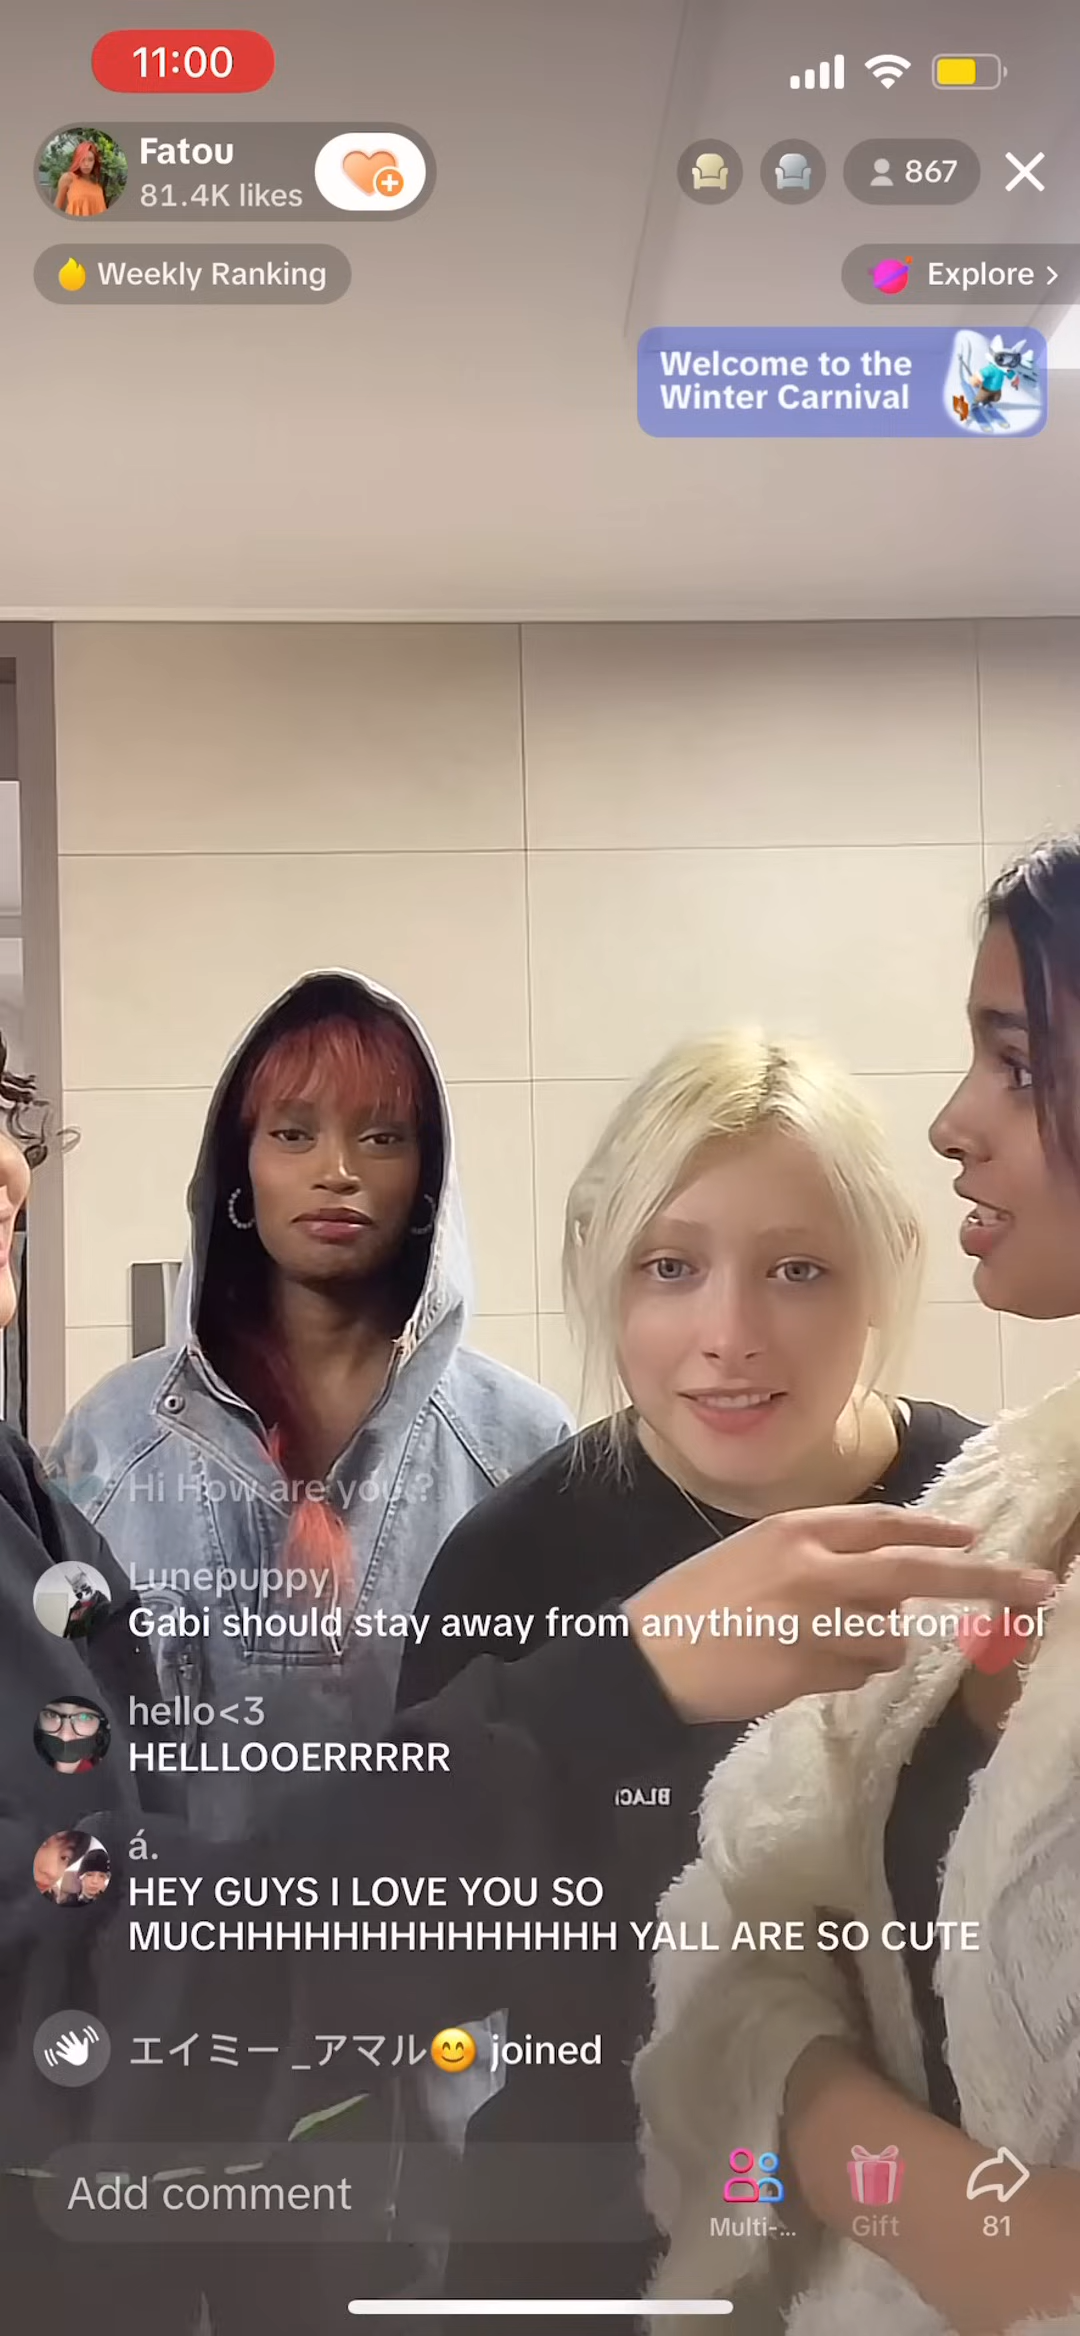 11:00
Fatou
81.4K likes
867
Weekly Ranking
Explore >
Welcome to the
Winter Carnival
Hi How are you ?
Lunepuppy
Gabi should stay away from anything electronic lol
hello<3
HELLLOOERRRRR
BLAC
á.
HEY GUYS I LOVE YOU SO
MUCHHHHHHHHHHHHHH YALL ARE SO CUTE
エイミー _アマル😊 joined
Add comment
Multi-...
Gift
81